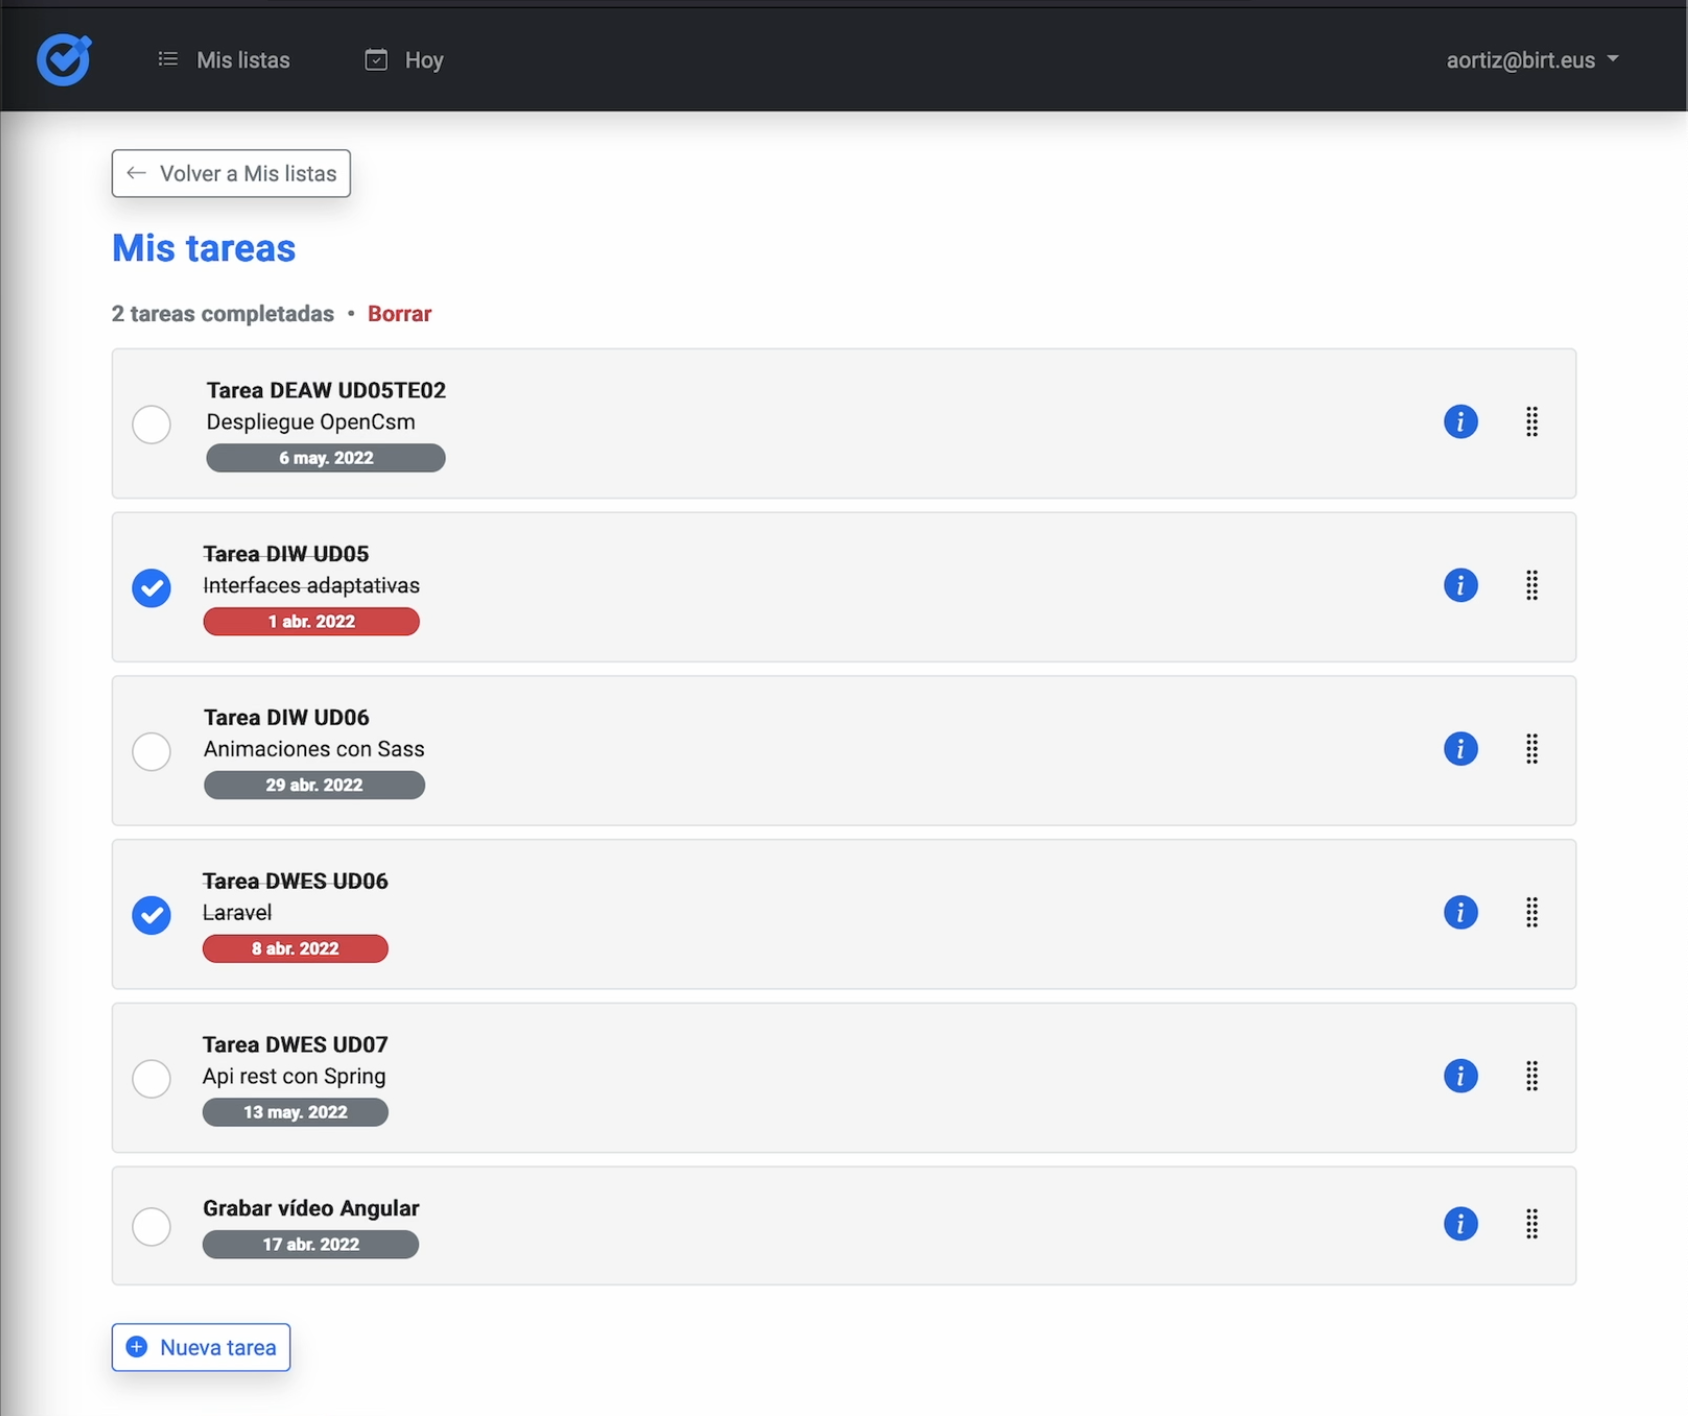 Mis listas
Hoy
aortiz@birt.eus
Volver a Mis listas
Mis tareas
2 tareas completadas • Borrar
Tarea DEAW UD05TE02
Despliegue OpenCsm
6 may. 2022
Tarea DIW UD05
Interfaces adaptativas
1 abr. 2022
Tarea DIW UD06
Animaciones con Sass
29 abr. 2022
Tarea DWES UD06
Laravel
8 abr. 2022
Tarea DWES UD07
Api rest con Spring
13 may. 2022
Grabar vídeo Angular
17 abr. 2022
Nueva tarea